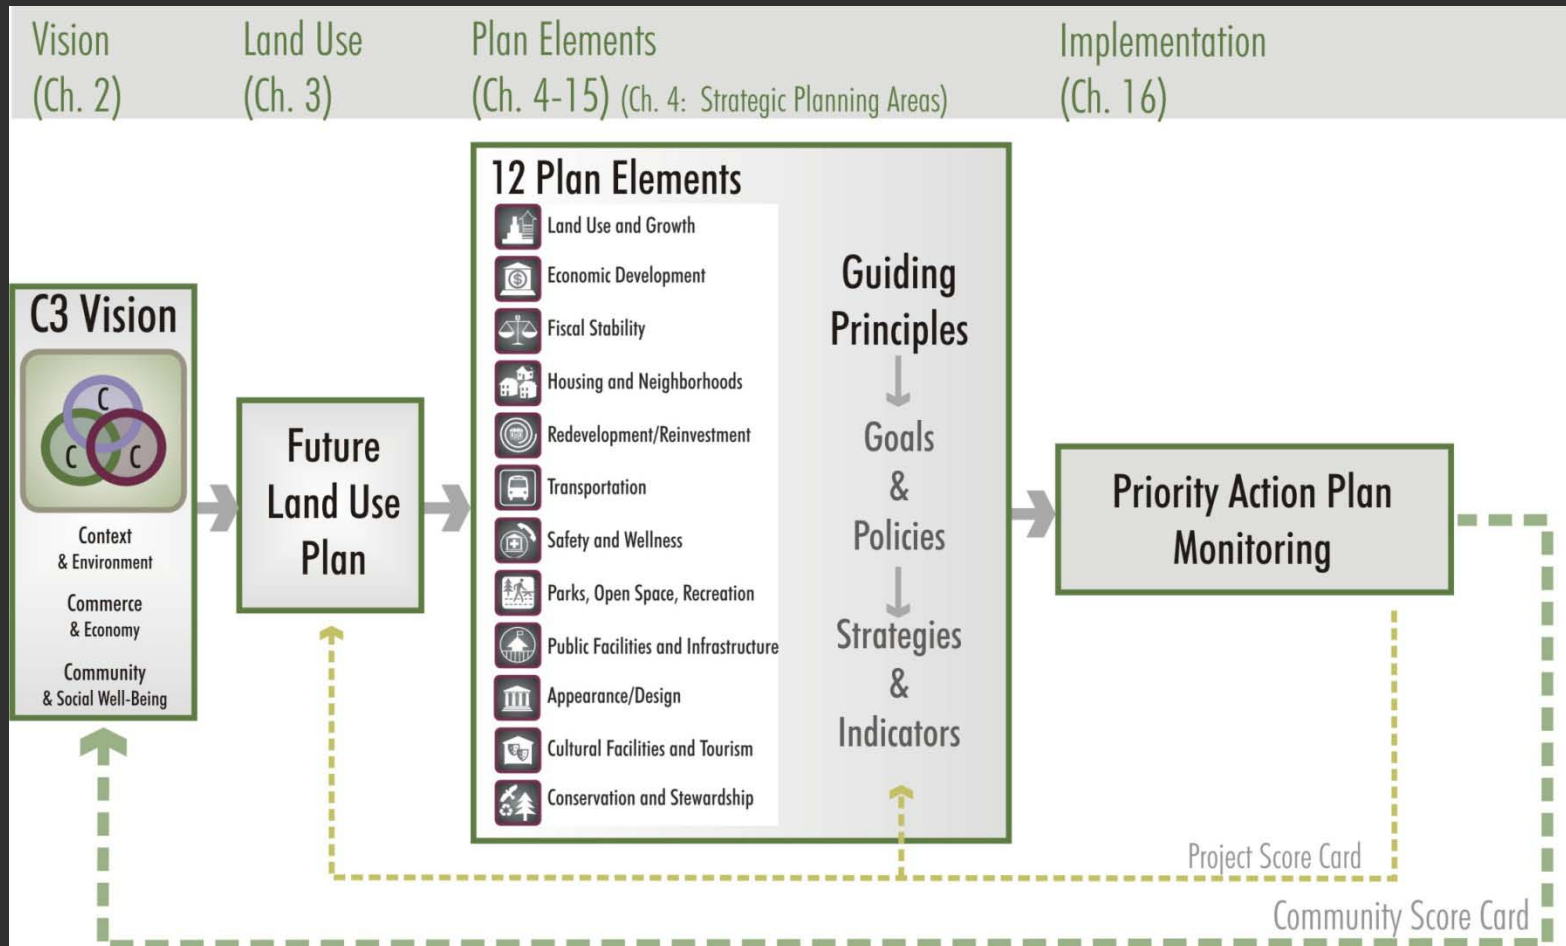 Vision
(Ch. 2)
Land Use
(Ch. 3)
Plan Elements
(Ch. 4-15) (Ch. 4: Strategic Planning Areas)
Implementation
(Ch. 16)
C3 Vision
C
C
C
Context
& Environment
Commerce
& Economy
Community
& Social Well-Being
Future
Land Use
Plan
12 Plan Elements
Land Use and Growth
Economic Development
Fiscal Stability
Housing and Neighborhoods
Redevelopment/Reinvestment
Transportation
Safety and Wellness
Parks, Open Space, Recreation
Public Facilities and Infrastructure
Appearance/Design
Cultural Facilities and Tourism
Conservation and Stewardship
Guiding
Principles
Goals
&
Policies
Strategies
&
Indicators
Priority Action Plan
Monitoring
Project Score Card
Community Score Card